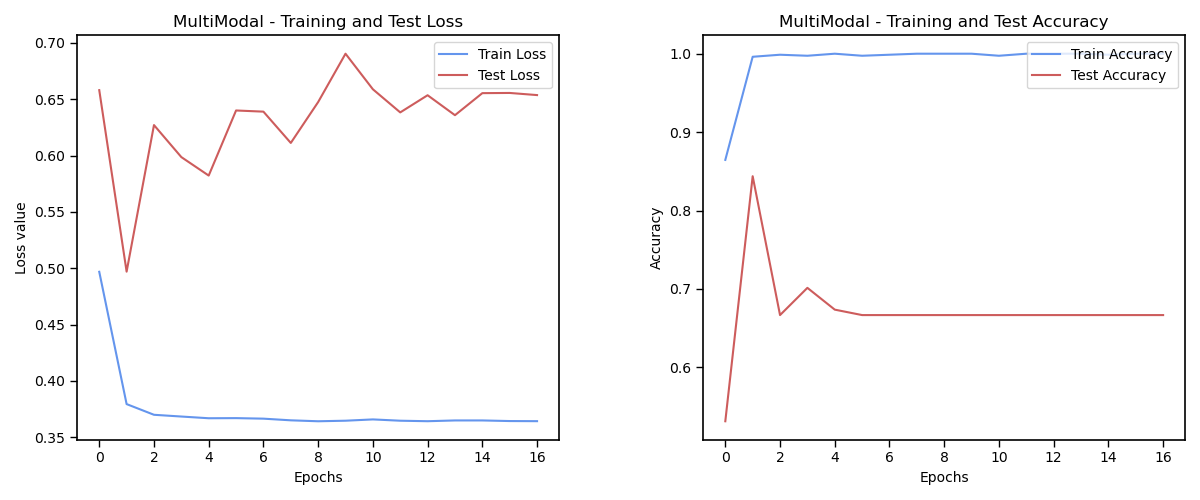 MultiModal - Training and Test Loss
Train Loss
Test Loss
Loss value
0.70
0.65
0.60
0.55
0.50
0.45
0.40
0.35
0 2 4 6 8 10 12 14 16
Epochs
MultiModal - Training and Test Accuracy
Train Accuracy
Test Accuracy
Accuracy
1.0
0.9
0.8
0.7
0.6
0 2 4 6 8 10 12 14 16
Epochs